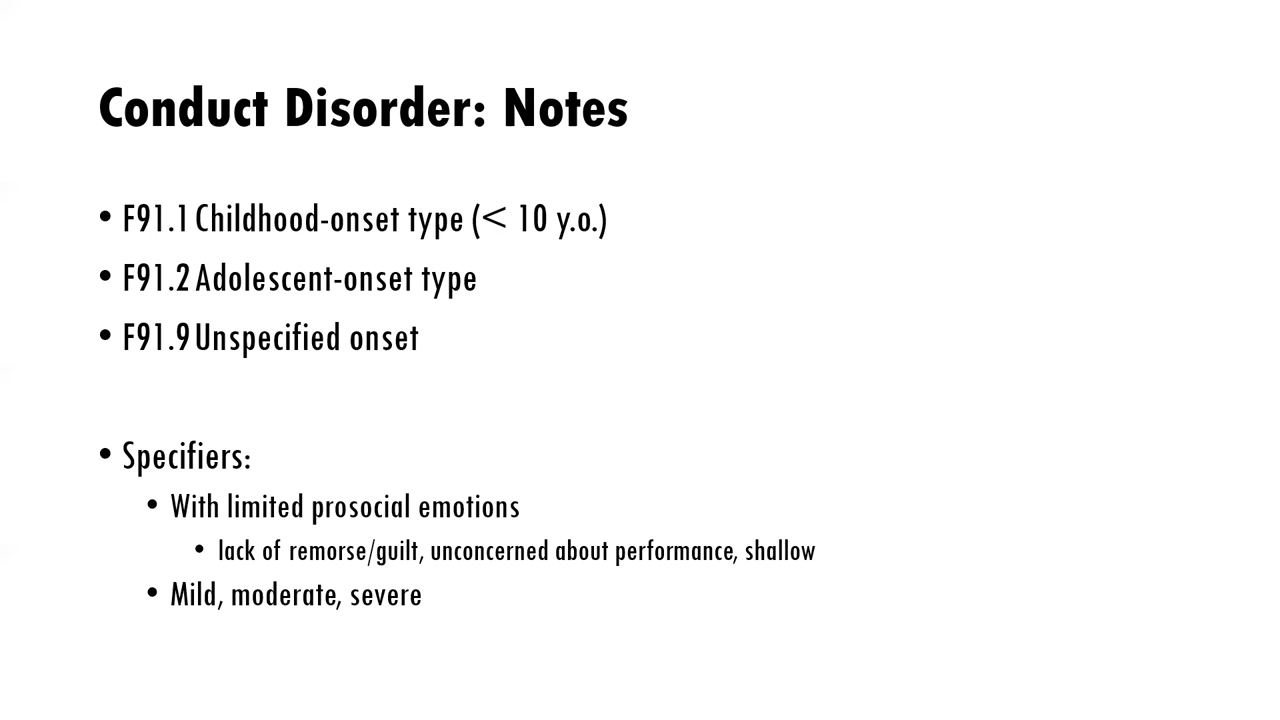 Conduct Disorder: Notes
• F91.1 Childhood-onset type (< 10 y.o.)
• F91.2 Adolescent-onset type
• F91.9 Unspecified onset
• Specifiers:
• With limited prosocial emotions
• lack of remorse/guilt, unconcerned about performance, shallow
• Mild, moderate, severe